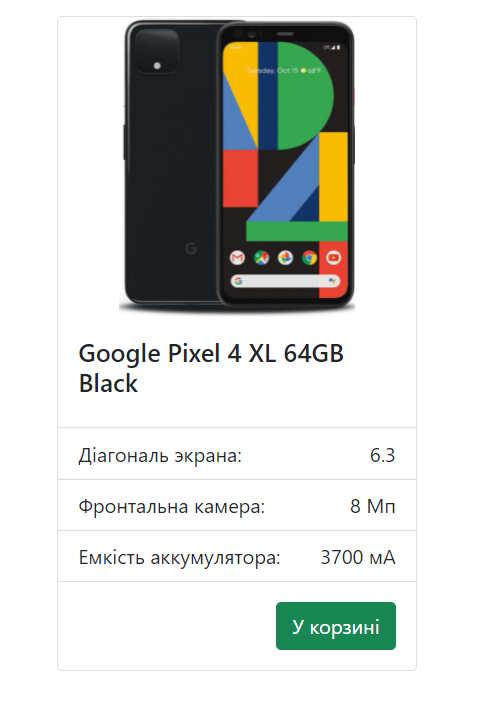 Tuesday, Oct 15 68°F
Google Pixel 4 XL 64GB
Black
Діагональ экрана: 6.3
Фронтальна камера: 8 Мп
Емкість аккумулятора: 3700 мА
У корзині